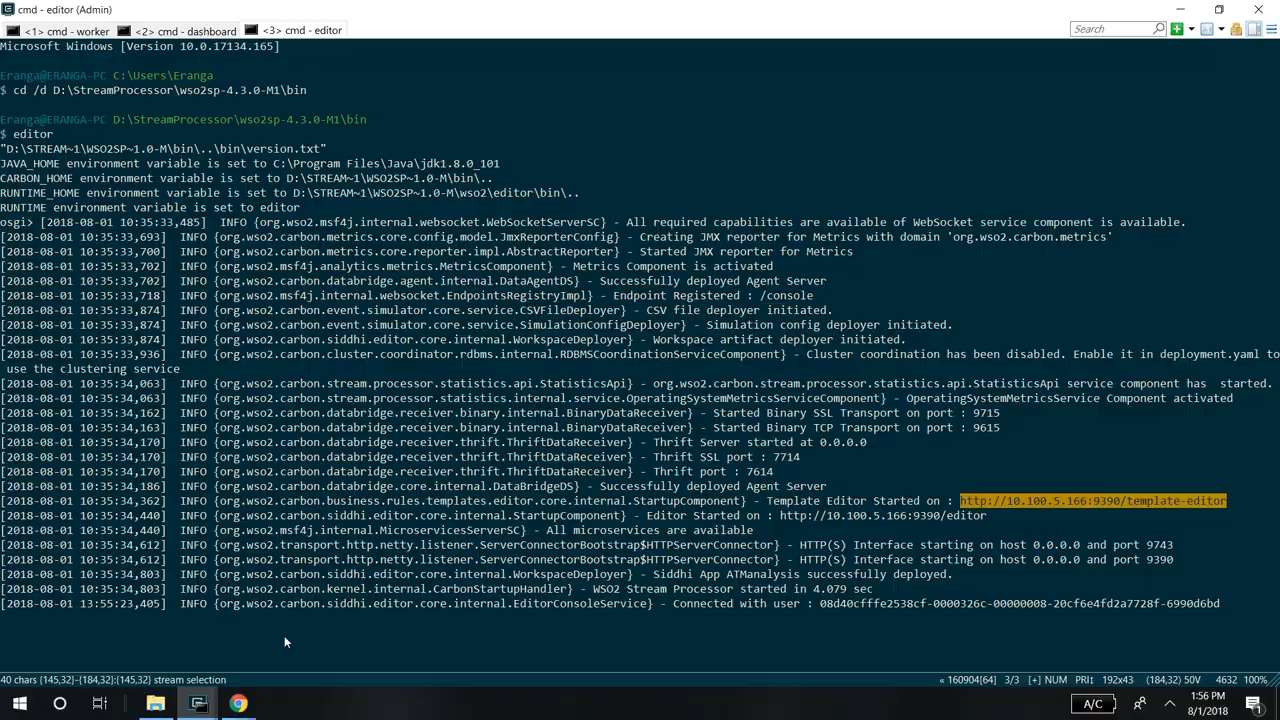 cmd - editor (Admin)
<1> cmd - worker <2> cmd - dashboard <3> cmd - editor Search
Microsoft Windows [Version 10.0.17134.165]
Eranga@ERANGA-PC C:\Users\Eranga
$ cd /d D:\StreamProcessor\wso2sp-4.3.0-M1\bin
Eranga@ERANGA-PC D:\StreamProcessor\wso2sp-4.3.0-M1\bin
$ editor
"D:\STREAM~1\WSO2SP~1.0-M\bin\..\bin\version.txt"
JAVA_HOME environment variable is set to C:\Program Files\Java\jdk1.8.0_101
CARBON_HOME environment variable is set to D:\STREAM~1\WSO2SP~1.0-M\bin\..
RUNTIME_HOME environment variable is set to D:\STREAM~1\WSO2SP~1.0-M\wso2\editor\bin\..
RUNTIME environment variable is set to editor
osgi> [2018-08-01 10:35:33,485]  INFO {org.wso2.msf4j.internal.websocket.WebSocketServerSC} - All required capabilities are available of WebSocket service component is available.
[2018-08-01 10:35:33,693]  INFO {org.wso2.carbon.metrics.core.config.model.JmxReporterConfig} - Creating JMX reporter for Metrics with domain 'org.wso2.carbon.metrics'
[2018-08-01 10:35:33,700]  INFO {org.wso2.carbon.metrics.core.reporter.impl.AbstractReporter} - Started JMX reporter for Metrics
[2018-08-01 10:35:33,702]  INFO {org.wso2.msf4j.analytics.metrics.MetricsComponent} - Metrics Component is activated
[2018-08-01 10:35:33,702]  INFO {org.wso2.carbon.databridge.agent.internal.DataAgentDS} - Successfully deployed Agent Server
[2018-08-01 10:35:33,718]  INFO {org.wso2.msf4j.internal.websocket.EndpointsRegistryImpl} - Endpoint Registered : /console
[2018-08-01 10:35:33,874]  INFO {org.wso2.carbon.event.simulator.core.service.CSVFileDeployer} - CSV file deployer initiated.
[2018-08-01 10:35:33,874]  INFO {org.wso2.carbon.event.simulator.core.service.SimulationConfigDeployer} - Simulation config deployer initiated.
[2018-08-01 10:35:33,874]  INFO {org.wso2.carbon.siddhi.editor.core.internal.WorkspaceDeployer} - Workspace artifact deployer initiated.
[2018-08-01 10:35:33,936]  INFO {org.wso2.carbon.cluster.coordinator.rdbms.internal.RDBMSCoordinationServiceComponent} - Cluster coordination has been disabled. Enable it in deployment.yaml to
use the clustering service
[2018-08-01 10:35:34,063]  INFO {org.wso2.carbon.stream.processor.statistics.api.StatisticsApi} - org.wso2.carbon.stream.processor.statistics.api.StatisticsApi service component has  started.
[2018-08-01 10:35:34,063]  INFO {org.wso2.carbon.stream.processor.statistics.internal.service.OperatingSystemMetricsServiceComponent} - OperatingSystemMetricsService Component activated
[2018-08-01 10:35:34,162]  INFO {org.wso2.carbon.databridge.receiver.binary.internal.BinaryDataReceiver} - Started Binary SSL Transport on port : 9715
[2018-08-01 10:35:34,163]  INFO {org.wso2.carbon.databridge.receiver.binary.internal.BinaryDataReceiver} - Started Binary TCP Transport on port : 9615
[2018-08-01 10:35:34,170]  INFO {org.wso2.carbon.databridge.receiver.thrift.ThriftDataReceiver} - Thrift Server started at 0.0.0.0
[2018-08-01 10:35:34,170]  INFO {org.wso2.carbon.databridge.receiver.thrift.ThriftDataReceiver} - Thrift SSL port : 7714
[2018-08-01 10:35:34,170]  INFO {org.wso2.carbon.databridge.receiver.thrift.ThriftDataReceiver} - Thrift port : 7614
[2018-08-01 10:35:34,186]  INFO {org.wso2.carbon.databridge.core.internal.DataBridgeDS} - Successfully deployed Agent Server
[2018-08-01 10:35:34,362]  INFO {org.wso2.carbon.business.rules.templates.editor.core.internal.StartupComponent} - Template Editor Started on : http://10.100.5.166:9390/template-editor
[2018-08-01 10:35:34,440]  INFO {org.wso2.carbon.siddhi.editor.core.internal.StartupComponent} - Editor Started on : http://10.100.5.166:9390/editor
[2018-08-01 10:35:34,440]  INFO {org.wso2.msf4j.internal.MicroservicesServerSC} - All microservices are available
[2018-08-01 10:35:34,612]  INFO {org.wso2.transport.http.netty.listener.ServerConnectorBootstrap$HTTPServerConnector} - HTTP(S) Interface starting on host 0.0.0.0 and port 9743
[2018-08-01 10:35:34,612]  INFO {org.wso2.transport.http.netty.listener.ServerConnectorBootstrap$HTTPServerConnector} - HTTP(S) Interface starting on host 0.0.0.0 and port 9390
[2018-08-01 10:35:34,803]  INFO {org.wso2.carbon.siddhi.editor.core.internal.WorkspaceDeployer} - Siddhi App ATManalysis successfully deployed.
[2018-08-01 10:35:34,803]  INFO {org.wso2.carbon.kernel.internal.CarbonStartupHandler} - WSO2 Stream Processor started in 4.079 sec
[2018-08-01 13:55:23,405]  INFO {org.wso2.carbon.siddhi.editor.core.internal.EditorConsoleService} - Connected with user : 08d40cfffe2538cf-0000326c-00000008-20cf6e4fd2a7728f-6990d6bd
40 chars {145,32}-{184,32}:{145,32} stream selection « 160904[64] 3/3 [+] NUM PRI↕ 192x43 (184,32) 50V 4632 100%
A/C 1:56 PM
8/1/2018 1